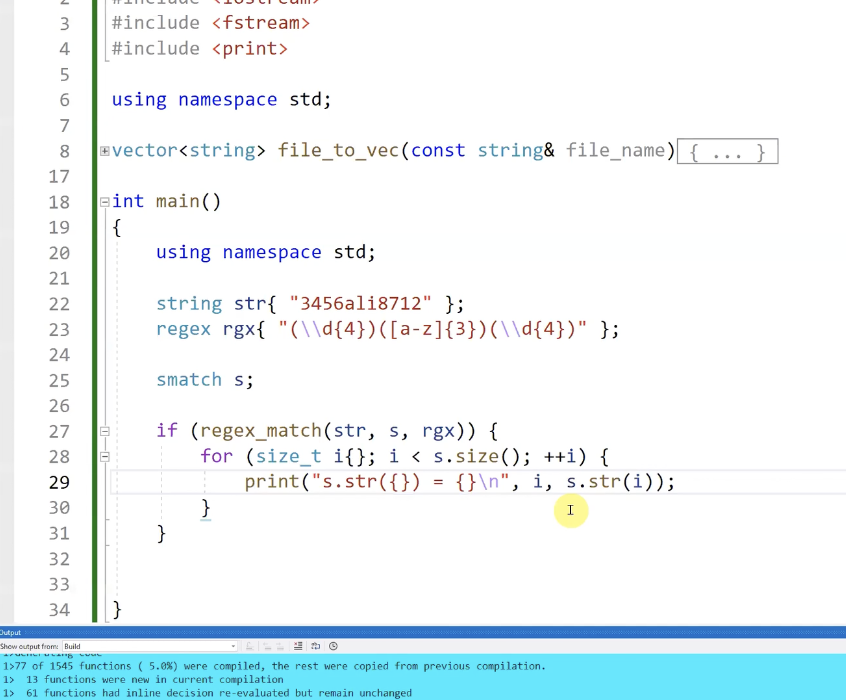 2 #include <iostream>
3 #include <fstream>
4 #include <print>
5
6 using namespace std;
7
8 vector<string> file_to_vec(const string& file_name){ ... }
17
18 int main()
19 {
20 using namespace std;
21
22 string str{ "3456ali8712" };
23 regex rgx{ "(\\d{4})([a-z]{3})(\\d{4})" };
24
25 smatch s;
26
27 if (regex_match(str, s, rgx)) {
28 for (size_t i{}; i < s.size(); ++i) {
29 print("s.str({}) = {}\n", i, s.str(i));
30 }
31 }
32
33
34 }
Output
Show output from: Build
1>Generating code
1>77 of 1545 functions ( 5.0%) were compiled, the rest were copied from previous compilation.
1> 13 functions were new in current compilation
1> 61 functions had inline decision re-evaluated but remain unchanged